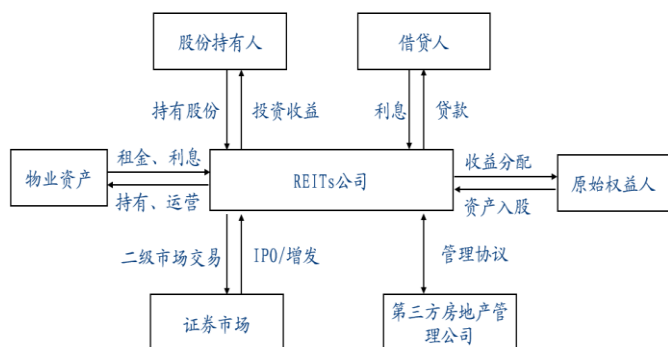 股份持有人
借贷人
持有股份
投资收益
利息
贷款
物业资产
租金、利息
持有、运营
REITs公司
收益分配
资产入股
原始权益人
二级市场交易
IPO/增发
管理协议
证券市场
第三方房地产管
理公司